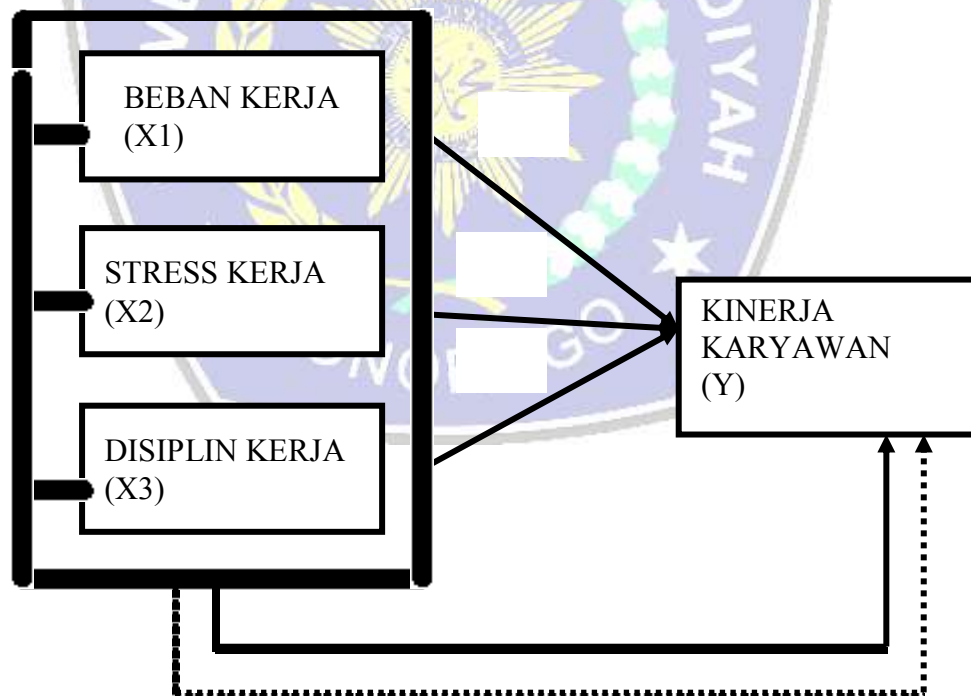 BEBAN KERJA
(X1)
STRESS KERJA
(X2)
DISIPLIN KERJA
(X3)
KINERJA
KARYAWAN
(Y)